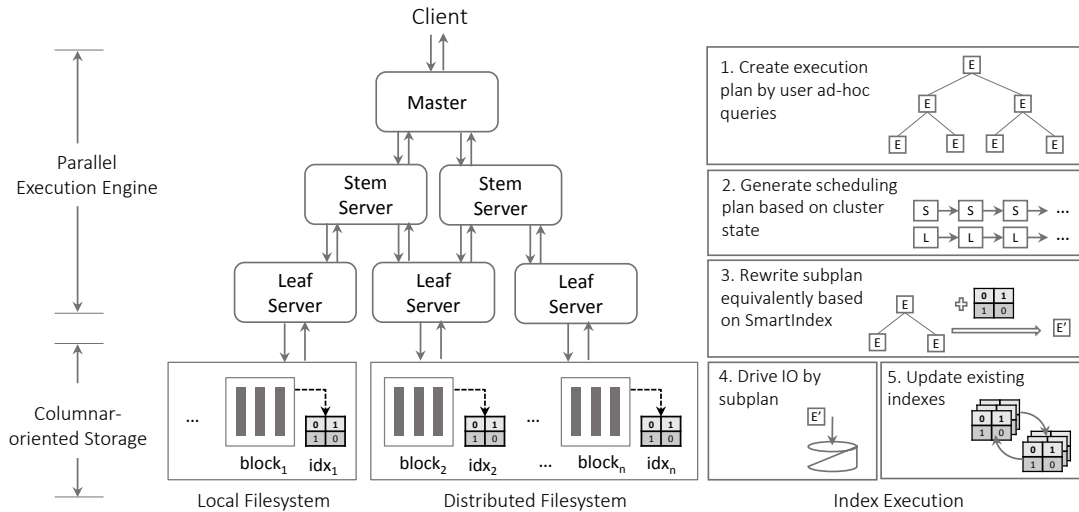 Client
Master
Stem
Server
Stem
Server
Leaf
Server
Leaf
Server
Leaf
Server
Parallel
Execution Engine
Columnar-
oriented Storage
...
0 1
1 0
block1
idx1
0 1
1 0
block2
idx2
...
0 1
1 0
blockn
idxn
Local Filesystem
Distributed Filesystem
1. Create execution
plan by user ad-hoc
queries
E
E E
E E E E
2. Generate scheduling
plan based on cluster
state
S S S ...
L L L ...
3. Rewrite subplan
equivalently based
on SmartIndex
E
E E
0 1
1 0
E'
4. Drive IO by
subplan
E'
5. Update existing
indexes
0 1
1 0
0 1
1 0
Index Execution